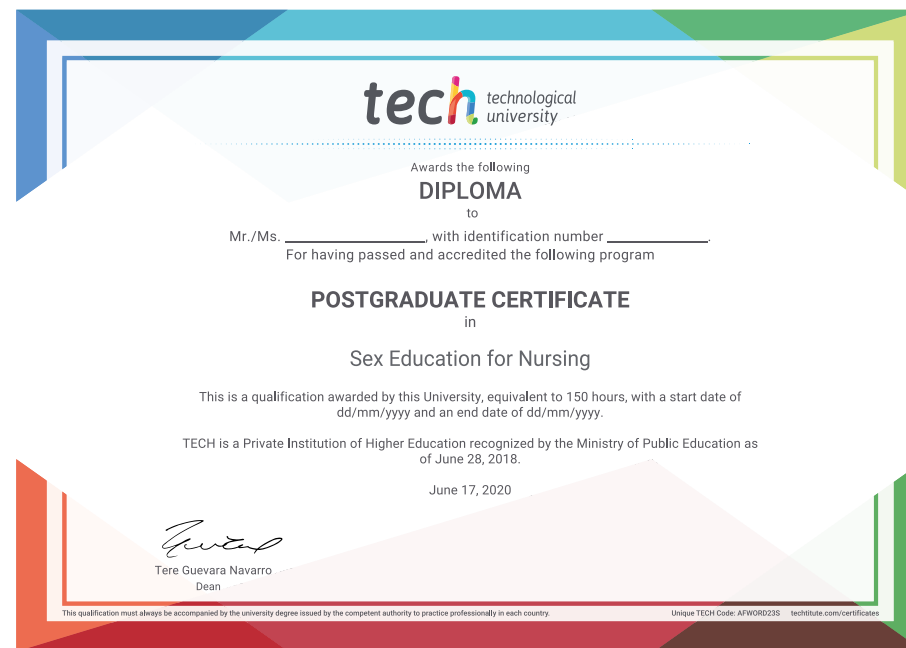 tech technological
university
Awards the following
DIPLOMA
to
Mr./Ms. ____________________, with identification number ______________.
For having passed and accredited the following program
POSTGRADUATE CERTIFICATE
in
Sex Education for Nursing
This is a qualification awarded by this University, equivalent to 150 hours, with a start date of
dd/mm/yyyy and an end date of dd/mm/yyyy.
TECH is a Private Institution of Higher Education recognized by the Ministry of Public Education as
of June 28, 2018.
June 17, 2020
Tere Guevara Navarro
Dean
This qualification must always be accompanied by the university degree issued by the competent authority to practice professionally in each country. Unique TECH Code: AFWORD23S techtitute.com/certificates